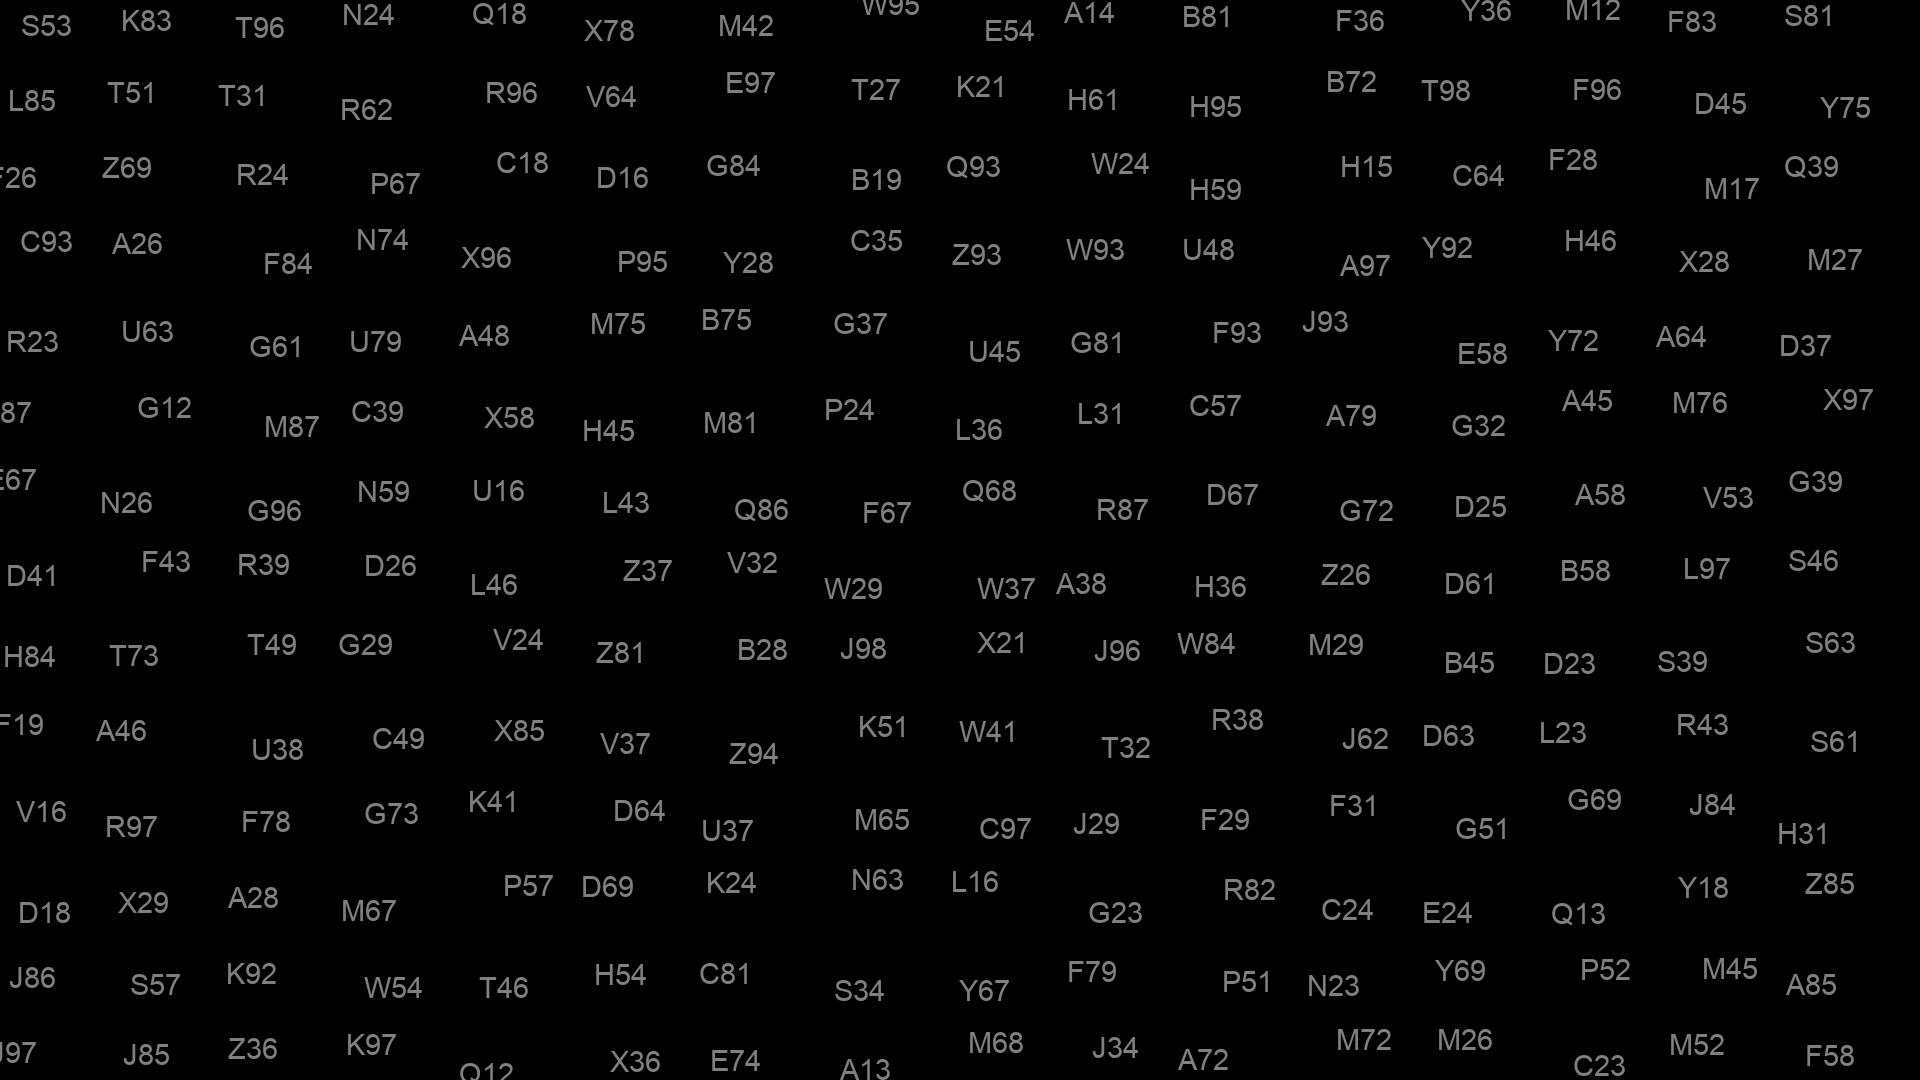 S53 K83 T96 N24 Q18 X78 M42 W95 E54 A14 B81 F36 Y36 M12 F83 S81
L85 T51 T31 R62 R96 V64 E97 T27 K21 H61 H95 B72 T98 F96 D45 Y75
F26 Z69 R24 P67 C18 D16 G84 B19 Q93 W24 H59 H15 C64 F28 M17 Q39
C93 A26 F84 N74 X96 P95 Y28 C35 Z93 W93 U48 A97 Y92 H46 X28 M27
R23 U63 G61 U79 A48 M75 B75 G37 U45 G81 F93 J93 E58 Y72 A64 D37
87 G12 M87 C39 X58 H45 M81 P24 L36 L31 C57 A79 G32 A45 M76 X97
E67 N26 G96 N59 U16 L43 Q86 F67 Q68 R87 D67 G72 D25 A58 V53 G39
D41 F43 R39 D26 L46 Z37 V32 W29 W37 A38 H36 Z26 D61 B58 L97 S46
H84 T73 T49 G29 V24 Z81 B28 J98 X21 J96 W84 M29 B45 D23 S39 S63
F19 A46 U38 C49 X85 V37 Z94 K51 W41 T32 R38 J62 D63 L23 R43 S61
V16 R97 F78 G73 K41 D64 U37 M65 C97 J29 F29 F31 G51 G69 J84 H31
D18 X29 A28 M67 P57 D69 K24 N63 L16 G23 R82 C24 E24 Q13 Y18 Z85
J86 S57 K92 W54 T46 H54 C81 S34 Y67 F79 P51 N23 Y69 P52 M45 A85
97 J85 Z36 K97 Q12 X36 E74 A13 M68 J34 A72 M72 M26 C23 M52 F58